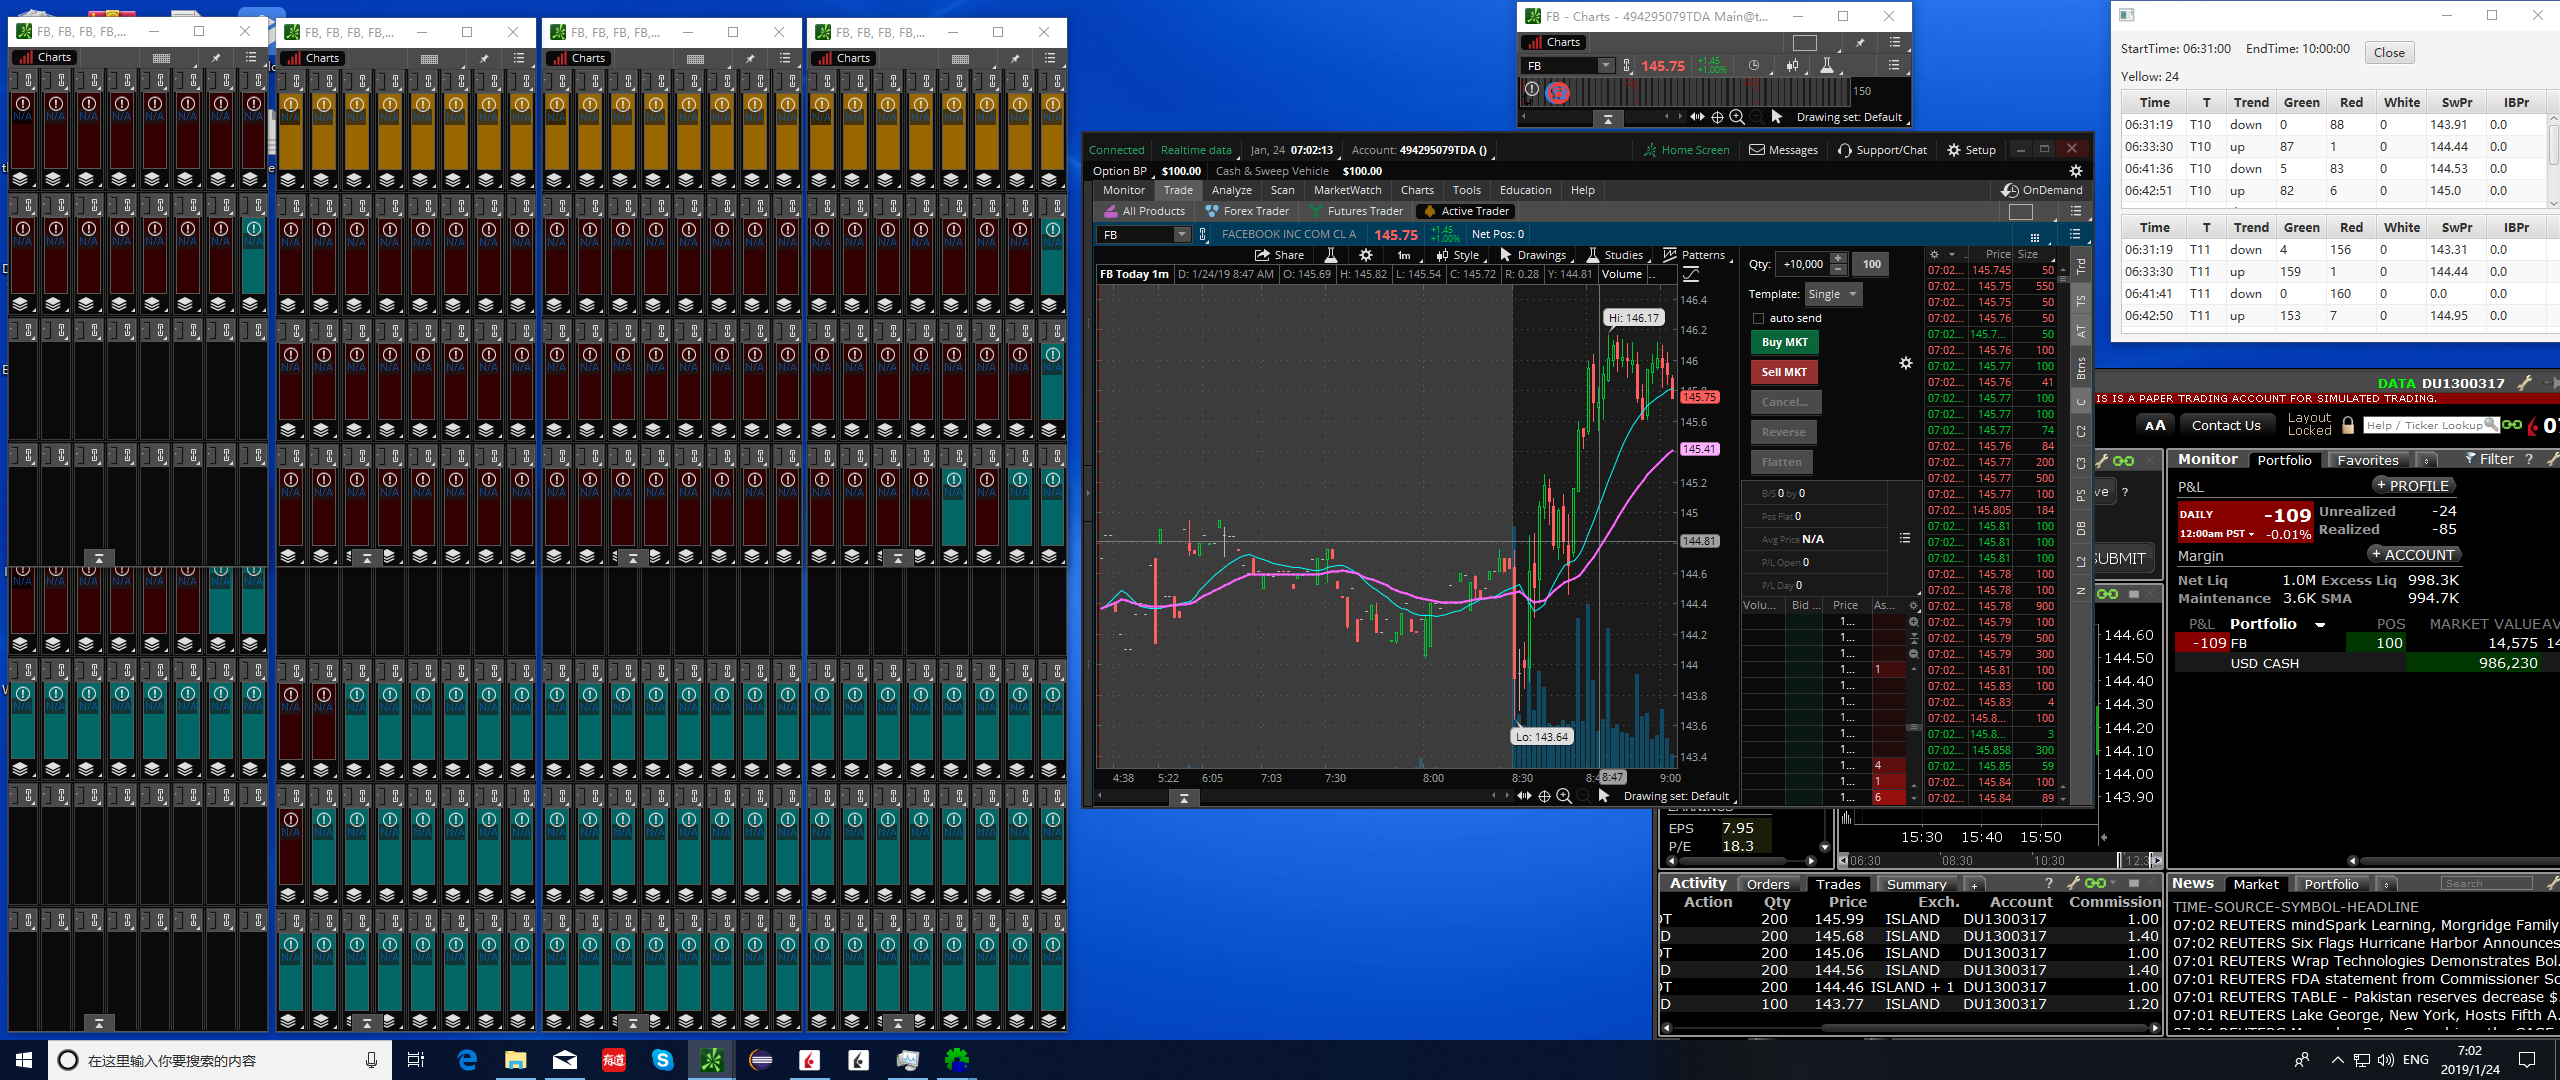 FB, FB, FB, FB,...
Charts
FB, FB, FB, FB,...
Charts
FB, FB, FB, FB,...
Charts
FB, FB, FB, FB,...
Charts
FB - Charts - 494295079TDA Main@t...
Charts
FB 145.75 +1.45 +1.00%
150
Drawing set: Default
Connected Realtime data Jan, 24 07:02:13 Account: 494295079TDA () Home Screen Messages Support/Chat Setup
Option BP $100.00 Cash & Sweep Vehicle $100.00
Monitor Trade Analyze Scan MarketWatch Charts Tools Education Help OnDemand
All Products Forex Trader Futures Trader Active Trader
FB FACEBOOK INC COM CL A 145.75 +1.45 +1.00% Net Pos: 0
Share 1m Style Drawings Studies Patterns
FB Today 1m D: 1/24/19 8:47 AM O: 145.69 H: 145.82 L: 145.54 C: 145.72 R: 0.28 Y: 144.81 Volume ...
Hi: 146.17
Lo: 143.64
146.4
146.2
146
145.75
145.6
145.41
145.2
145
144.81
144.6
144.4
144.2
144
143.8
143.6
143.4
4:38 5:22 6:05 7:03 7:30 8:00 8:30 8:47 9:00
Drawing set: Default
Qty: +10,000 100
Template: Single
auto send
Buy MKT
Sell MKT
Cancel...
Reverse
Flatten
B/S 0 by 0
Pos Flat 0
Avg Price N/A
P/L Open 0
P/L Day 0
Volu... Bid ... Price As...
1...
1...
1...
1... 1
1...
1...
1...
1...
1...
1... 4
1... 1
1... 6
Price Size
07:02... 145.745 50
07:02... 145.75 550
07:02... 145.75 50
07:02... 145.76 50
07:02... 145.7... 50
07:02... 145.76 100
07:02... 145.77 100
07:02... 145.76 41
07:02... 145.77 100
07:02... 145.77 100
07:02... 145.77 74
07:02... 145.76 84
07:02... 145.77 200
07:02... 145.77 500
07:02... 145.77 100
07:02... 145.805 184
07:02... 145.81 100
07:02... 145.81 100
07:02... 145.81 100
07:02... 145.78 100
07:02... 145.78 100
07:02... 145.78 900
07:02... 145.79 100
07:02... 145.79 500
07:02... 145.79 300
07:02... 145.81 100
07:02... 145.83 100
07:02... 145.83 4
07:02... 145.8... 100
07:02... 145.8... 3
07:02... 145.858 300
07:02... 145.85 59
07:02... 145.84 100
07:02... 145.84 89
Trd
TS
AT
Btns
C
C2
C3
PS
DB
L2
N
StartTime: 06:31:00 EndTime: 10:00:00 Close
Yellow: 24
Time T Trend Green Red White SwPr IBPr
06:31:19 T10 down 0 88 0 143.91 0.0
06:33:30 T10 up 87 1 0 144.44 0.0
06:41:36 T10 down 5 83 0 144.53 0.0
06:42:51 T10 up 82 6 0 145.0 0.0
Time T Trend Green Red White SwPr IBPr
06:31:19 T11 down 4 156 0 143.31 0.0
06:33:30 T11 up 159 1 0 144.44 0.0
06:41:41 T11 down 0 160 0 0.0 0.0
06:42:50 T11 up 153 7 0 144.95 0.0
DATA DU1300317
IS IS A PAPER TRADING ACCOUNT FOR SIMULATED TRADING.
AA Contact Us Layout Locked Help / Ticker Lookup
Monitor Portfolio Favorites Filter ?
P&L + PROFILE
DAILY -109 Unrealized -24
12:00am PST -0.01% Realized -85
Margin + ACCOUNT
Net Liq 1.0M Excess Liq 998.3K
Maintenance 3.6K SMA 994.7K
P&L Portfolio POS MARKET VALUE
-109 FB 100 14,575
USD CASH 986,230
SUBMIT
144.60
144.50
144.40
144.30
144.20
144.10
144.00
143.90
15:30 15:40 15:50
06:30 08:30 10:30
EPS 7.95
P/E 18.3
Activity Orders Trades Summary + ?
Action Qty Price Exch. Account Commission
OT 200 145.99 ISLAND DU1300317 1.00
D 200 145.68 ISLAND DU1300317 1.40
OT 200 145.06 ISLAND DU1300317 1.00
D 200 144.56 ISLAND DU1300317 1.40
OT 200 144.46 ISLAND + 1 DU1300317 1.00
D 100 143.77 ISLAND DU1300317 1.20
News Market Portfolio Search
TIME-SOURCE-SYMBOL-HEADLINE
07:02 REUTERS mindSpark Learning, Morgridge Family
07:02 REUTERS Six Flags Hurricane Harbor Announces
07:01 REUTERS Wrap Technologies Demonstrates Bol...
07:01 REUTERS FDA statement from Commissioner Sc
07:01 REUTERS TABLE - Pakistan reserves decrease $.
07:01 REUTERS Lake George, New York, Hosts Fifth A..
在这里输入你要搜索的内容
有道
ENG
7:02
2019/1/24